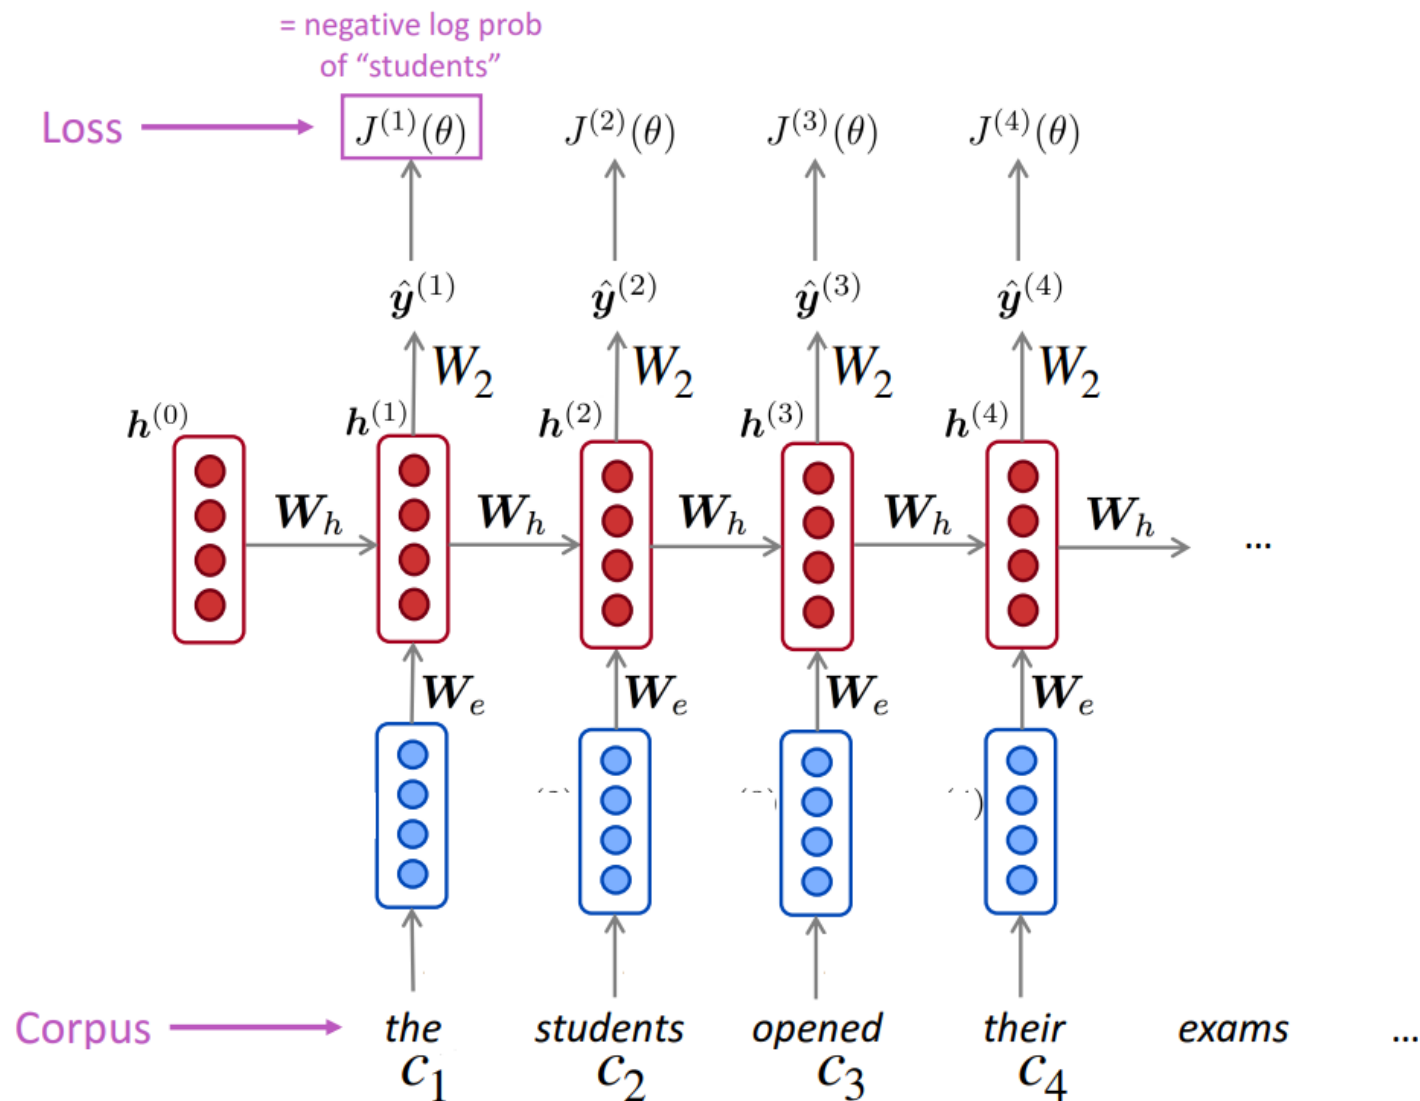 = negative log prob
of “students”
Loss J⁽¹⁾(θ) J⁽²⁾(θ) J⁽³⁾(θ) J⁽⁴⁾(θ)
ŷ⁽¹⁾ ŷ⁽²⁾ ŷ⁽³⁾ ŷ⁽⁴⁾
W₂ W₂ W₂ W₂
h⁽⁰⁾ h⁽¹⁾ h⁽²⁾ h⁽³⁾ h⁽⁴⁾
Wₕ Wₕ Wₕ Wₕ Wₕ ...
Wₑ Wₑ Wₑ Wₑ
Corpus the students opened their exams ...
c₁ c₂ c₃ c₄